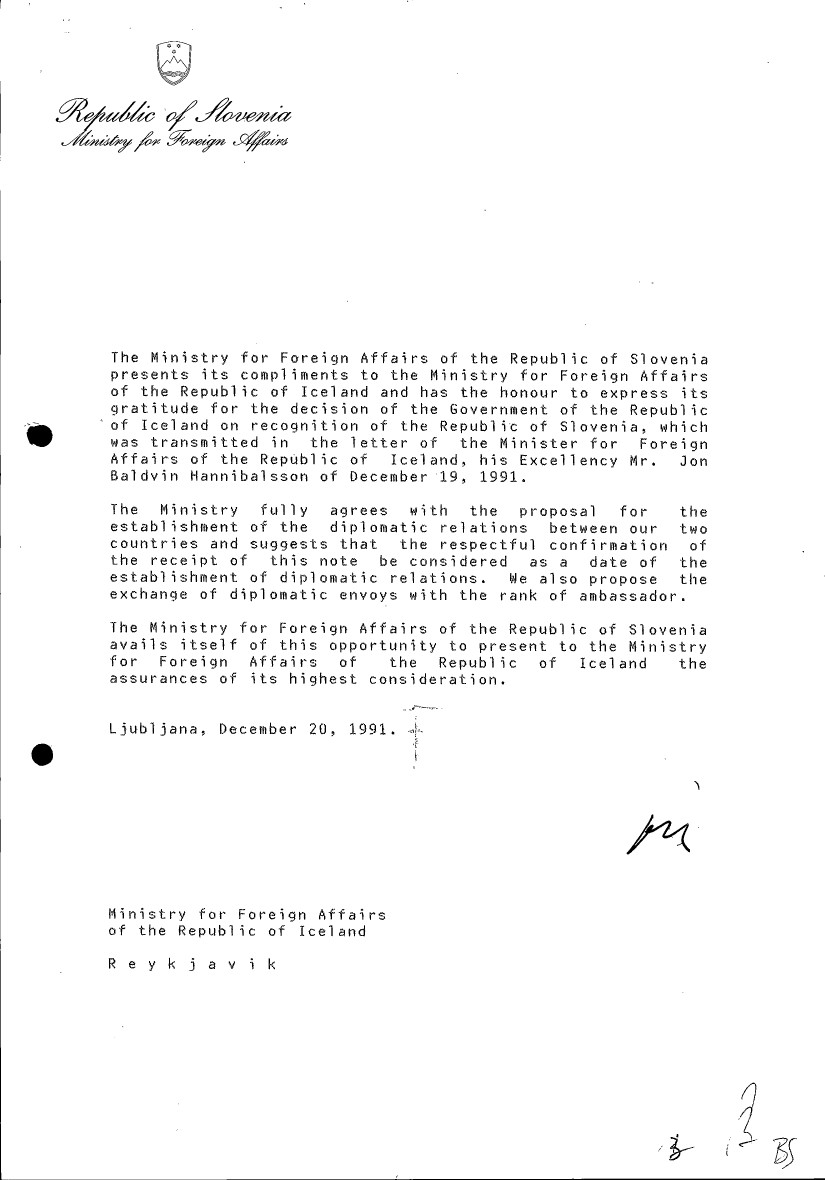 Republic of Slovenia
Ministry for Foreign Affairs
The Ministry for Foreign Affairs of the Republic of Slovenia
presents its compliments to the Ministry for Foreign Affairs
of the Republic of Iceland and has the honour to express its
gratitude for the decision of the Government of the Republic
of Iceland on recognition of the Republic of Slovenia, which
was transmitted in the letter of the Minister for Foreign
Affairs of the Republic of Iceland, his Excellency Mr. Jon
Baldvin Hannibalsson of December 19, 1991.
The Ministry fully agrees with the proposal for the
establishment of the diplomatic relations between our two
countries and suggests that the respectful confirmation of
the receipt of this note be considered as a date of the
establishment of diplomatic relations. We also propose the
exchange of diplomatic envoys with the rank of ambassador.
The Ministry for Foreign Affairs of the Republic of Slovenia
avails itself of this opportunity to present to the Ministry
for Foreign Affairs of the Republic of Iceland the
assurances of its highest consideration.
Ljubljana, December 20, 1991.
Ministry for Foreign Affairs
of the Republic of Iceland
R e y k j a v i k
BS